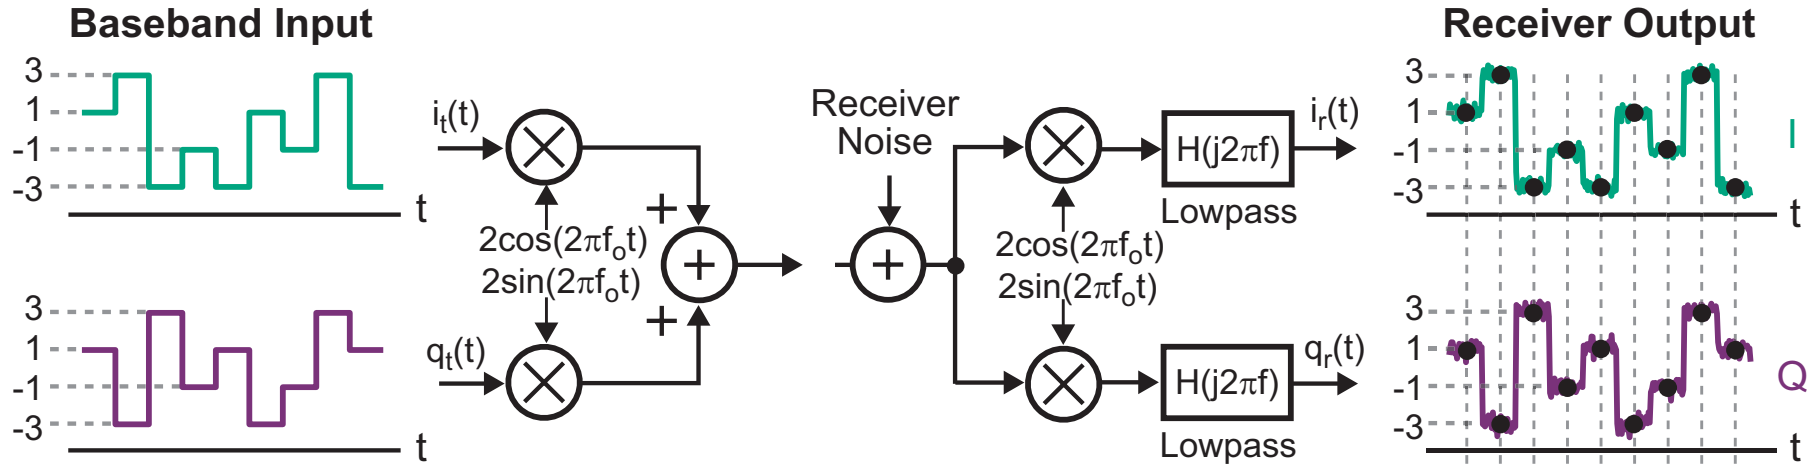 Baseband Input
3
1
-1
-3
t
3
1
-1
-3
t
i_t(t)
q_t(t)
2cos(2πf_ot)
2sin(2πf_ot)
+
+
+
Receiver
Noise
+
2cos(2πf_ot)
2sin(2πf_ot)
H(j2πf)
Lowpass
H(j2πf)
Lowpass
i_r(t)
q_r(t)
Receiver Output
3
1
-1
-3
t
I
3
1
-1
-3
t
Q